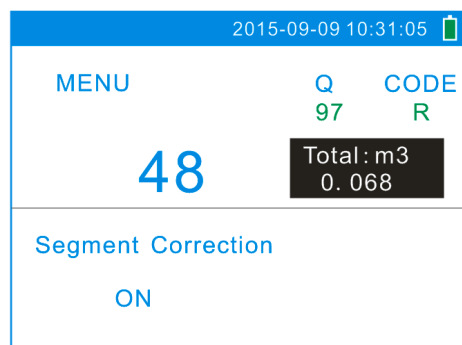 2015-09-09 10:31:05
MENU Q CODE
97 R
48 Total:m3
0.068
Segment Correction
ON